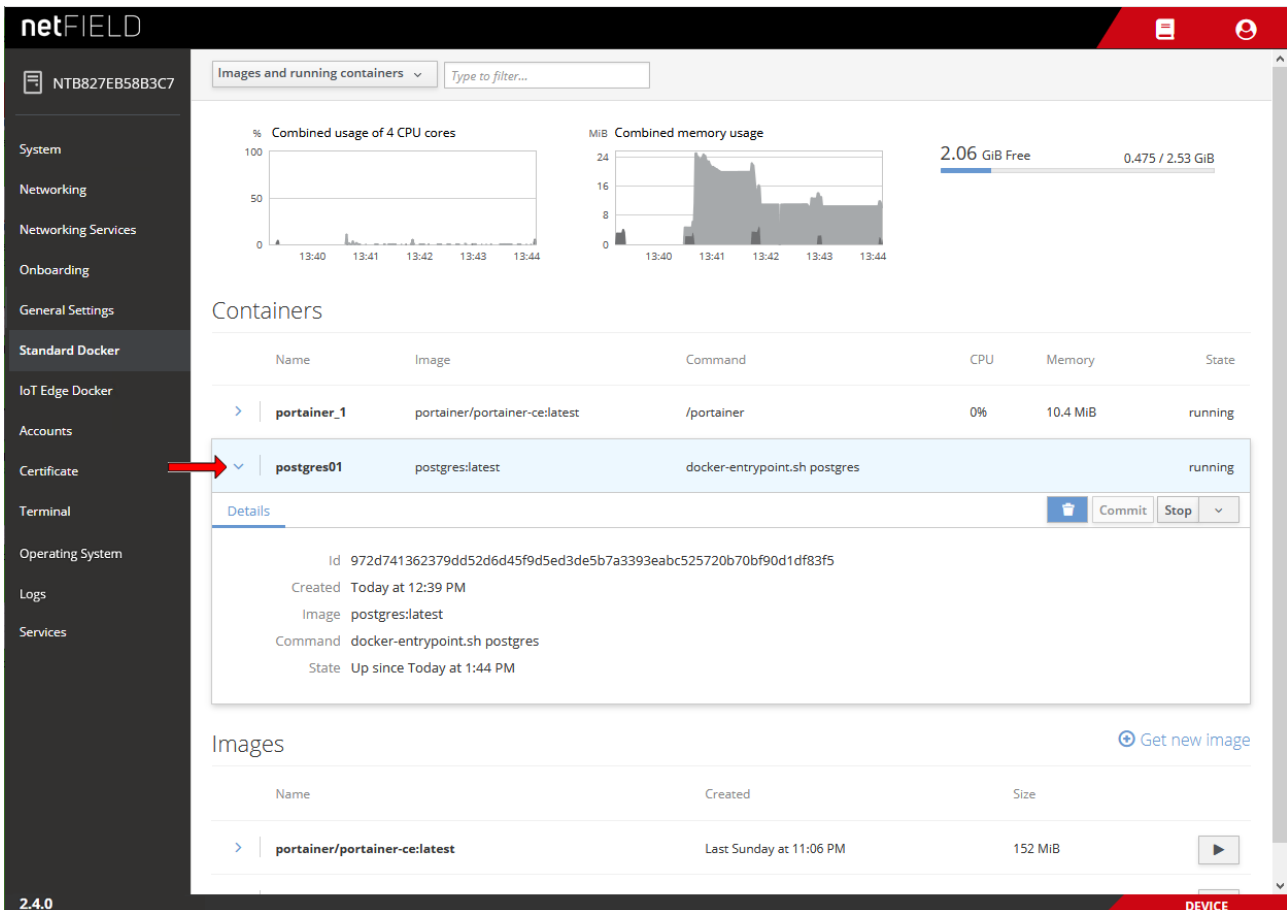 netFIELD
NTB827EB58B3C7
System
Networking
Networking Services
Onboarding
General Settings
Standard Docker
IoT Edge Docker
Accounts
Certificate
Terminal
Operating System
Logs
Services
2.4.0
Images and running containers
Type to filter...
% Combined usage of 4 CPU cores
100
50
0
13:40 13:41 13:42 13:43 13:44
MiB Combined memory usage
24
16
8
0
13:40 13:41 13:42 13:43 13:44
2.06 GiB Free 0.475 / 2.53 GiB
Containers
Name Image Command CPU Memory State
portainer_1 portainer/portainer-ce:latest /portainer 0% 10.4 MiB running
postgres01 postgres:latest docker-entrypoint.sh postgres running
Details Commit Stop
Id 972d741362379dd52d6d45f9d5ed3de5b7a3393eabc525720b70bf90d1df83f5
Created Today at 12:39 PM
Image postgres:latest
Command docker-entrypoint.sh postgres
State Up since Today at 1:44 PM
Images Get new image
Name Created Size
portainer/portainer-ce:latest Last Sunday at 11:06 PM 152 MiB
DEVICE